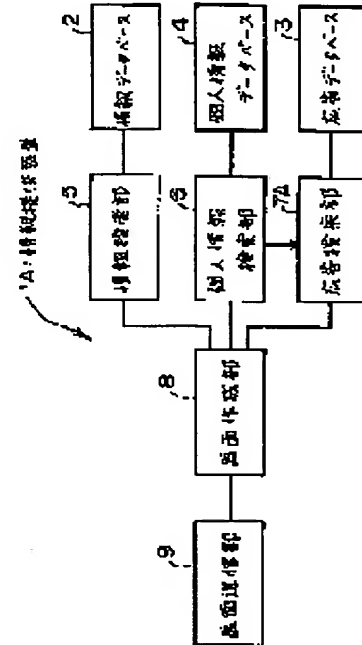 1A:情報提供装置
2
情報データベース
5
情報検索部
4
個人情報
データベース
6
個人情報
検索部
3
広告データベース
7A
広告検索部
8
画面作成部
9
画面送信部